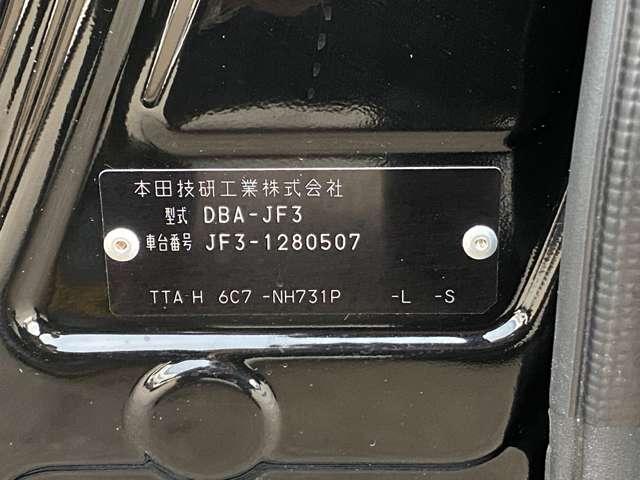 本田技研工業株式会社
型式 DBA-JF3
車台番号 JF3-1280507
TTA H 6C7 -NH731P -L -S